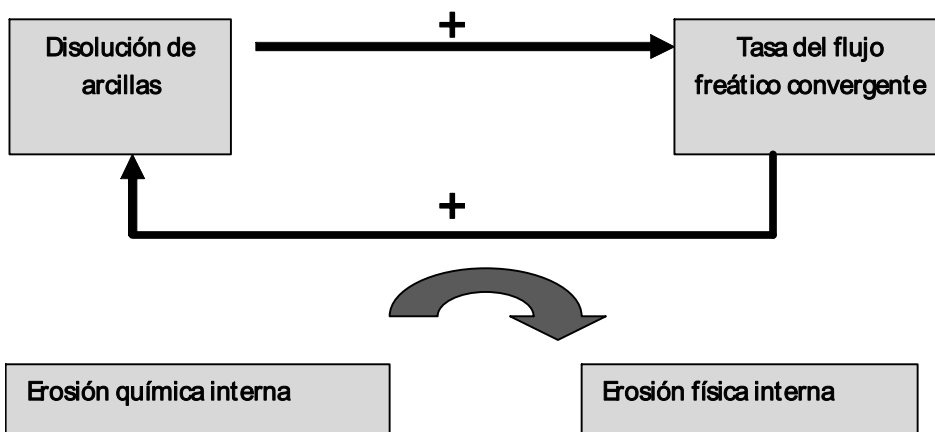 +
Disolución de
arcillas
Tasa del flujo
freático convergente
+
Erosión química interna
Erosión física interna